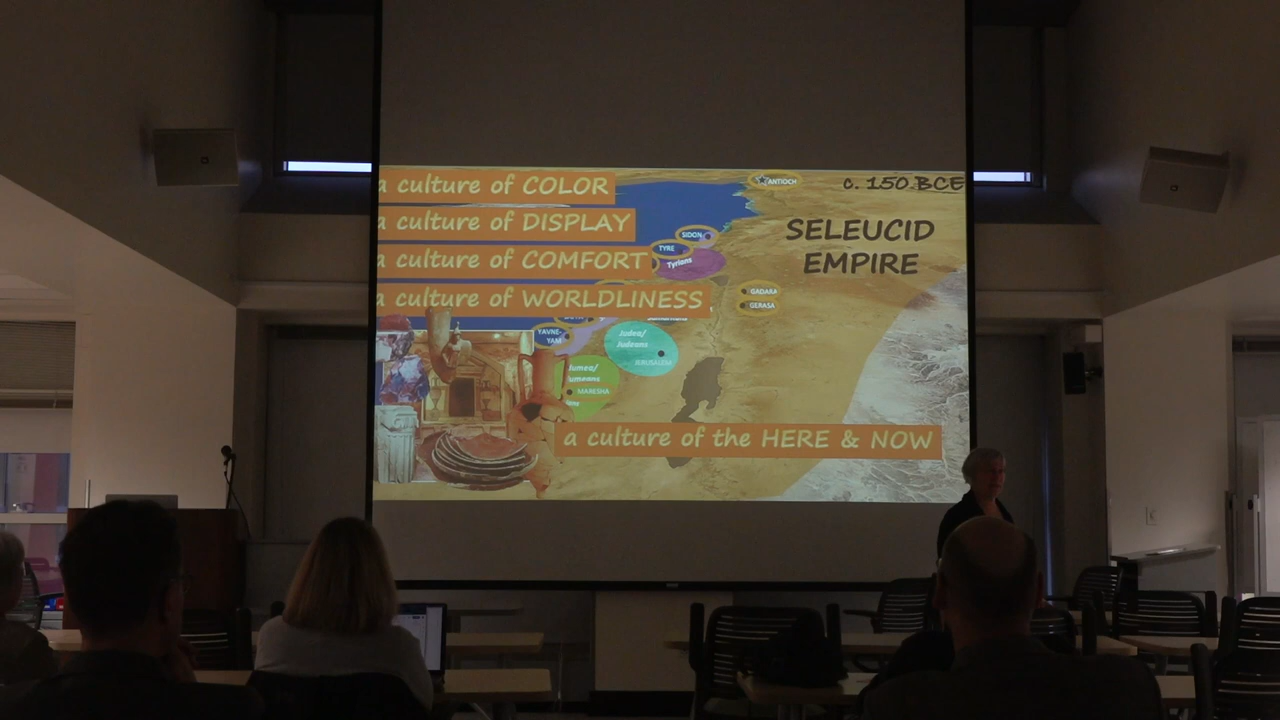 a culture of COLOR
a culture of DISPLAY
a culture of COMFORT
a culture of WORLDLINESS
ANTIOCH
c. 150 BCE
SELEUCID
EMPIRE
SIDON
TYRE
Tyrians
GADARA
GERASA
YAVNE-
YAM
Judea/
Judeans
JERUSALEM
MARESHA
a culture of the HERE & NOW